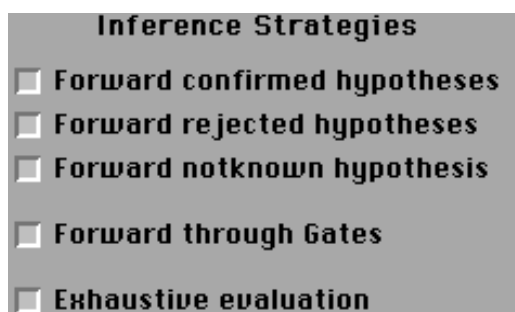 Inference Strategies
Forward confirmed hypotheses
Forward rejected hypotheses
Forward notknown hypothesis
Forward through Gates
Exhaustive evaluation